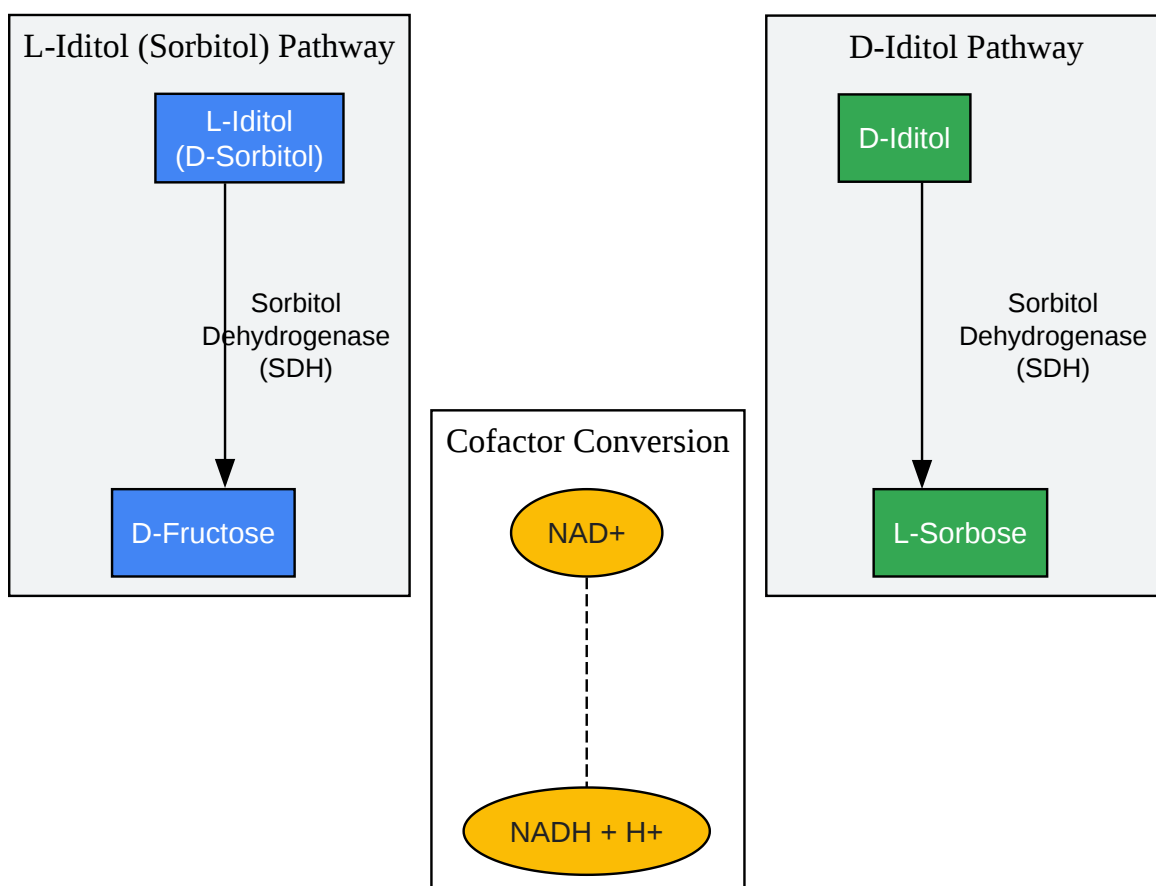 L-Iditol (Sorbitol) Pathway
L-Iditol
(D-Sorbitol)
Sorbitol
Dehydrogenase
(SDH)
D-Fructose
Cofactor Conversion
NAD+
NADH + H+
D-Iditol Pathway
D-Iditol
Sorbitol
Dehydrogenase
(SDH)
L-Sorbose